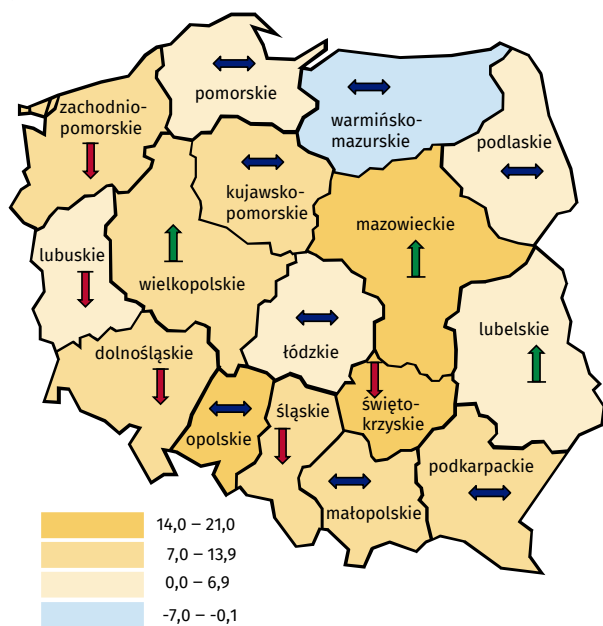 pomorskie
zachodnio-
pomorskie
warmińsko-
mazurskie
podlaskie
kujawsko-
pomorskie
mazowieckie
lubuskie
wielkopolskie
lubelskie
łódzkie
dolnośląskie
święto-
krzyskie
śląskie
opolskie
podkarpackie
małopolskie
14,0 – 21,0
7,0 – 13,9
0,0 – 6,9
-7,0 – -0,1